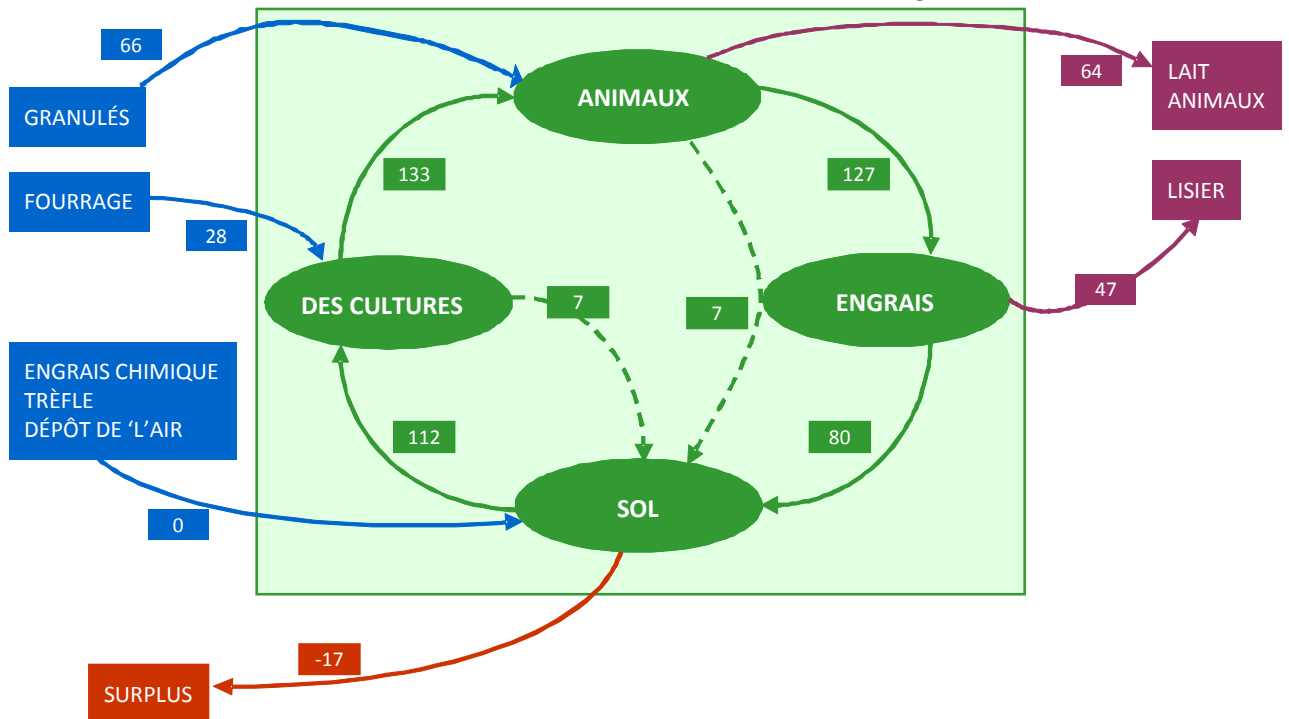 66
GRANULÉS
ANIMAUX
64
LAIT
ANIMAUX
133
127
FOURRAGE
28
LISIER
DES CULTURES
7
7
ENGRAIS
47
ENGRAIS CHIMIQUE
TRÈFLE
DÉPÔT DE ‘L’AIR
112
80
SOL
0
-17
SURPLUS